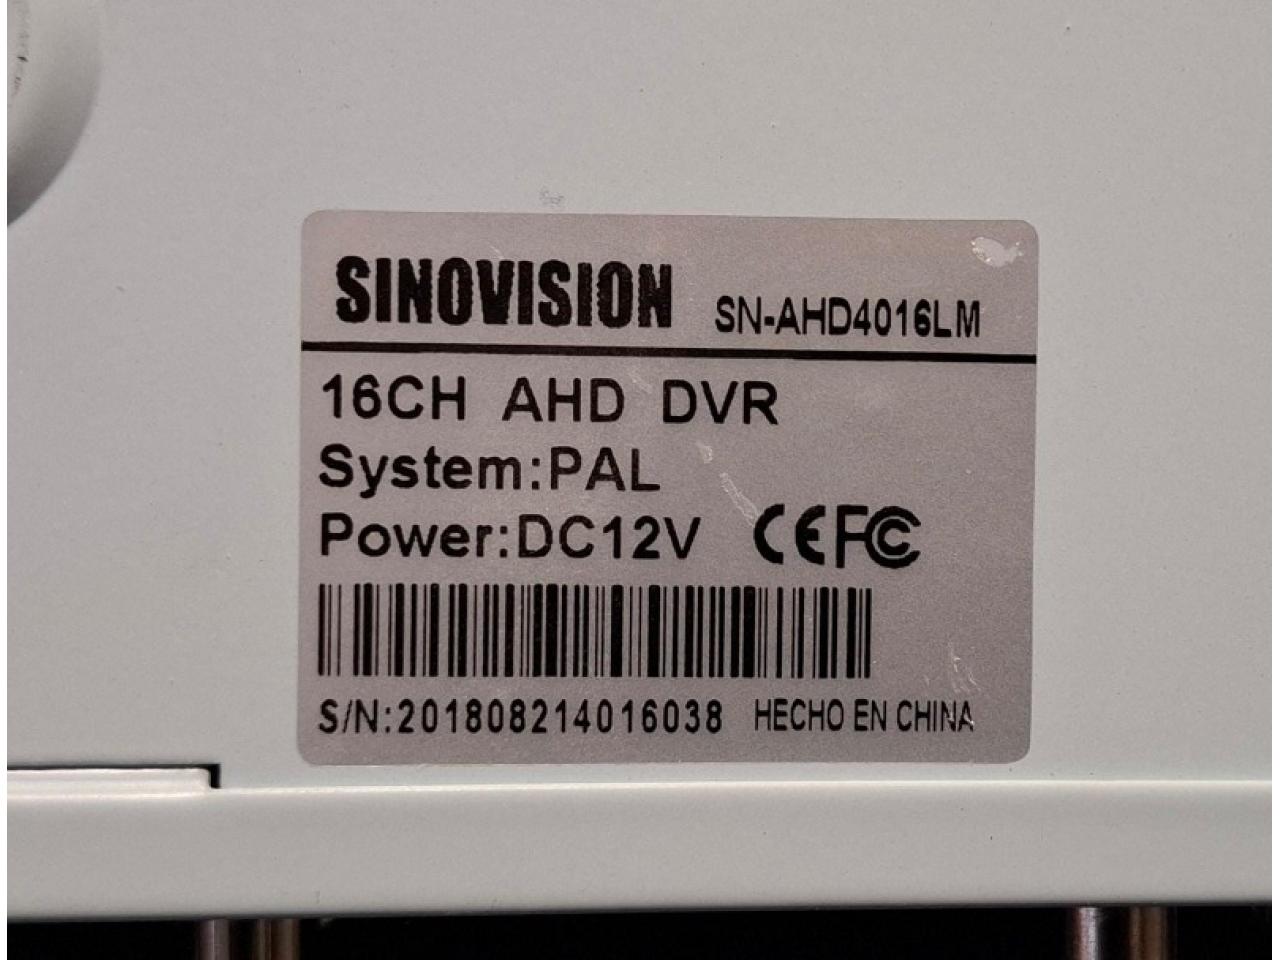 SINOVISION SN-AHD4016LM
16CH AHD DVR
System:PAL
Power:DC12V CE FC
S/N:201808214016038 HECHO EN CHINA